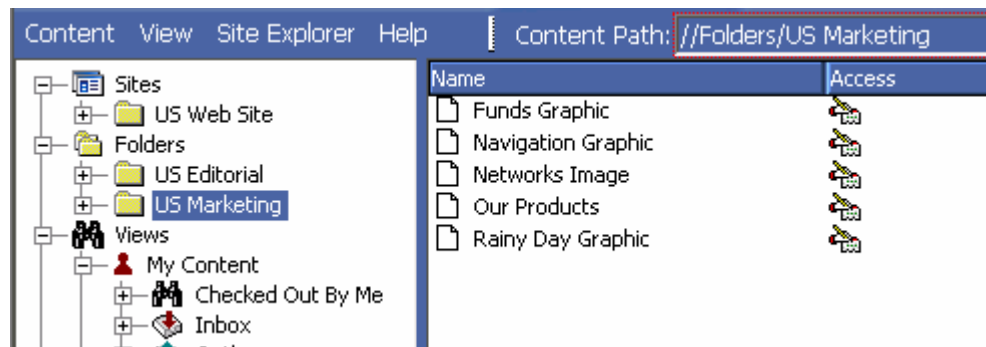 Content View Site Explorer Help Content Path: //Folders/US Marketing
Sites
US Web Site
Folders
US Editorial
US Marketing
Views
My Content
Checked Out By Me
Inbox
Name Access
Funds Graphic
Navigation Graphic
Networks Image
Our Products
Rainy Day Graphic